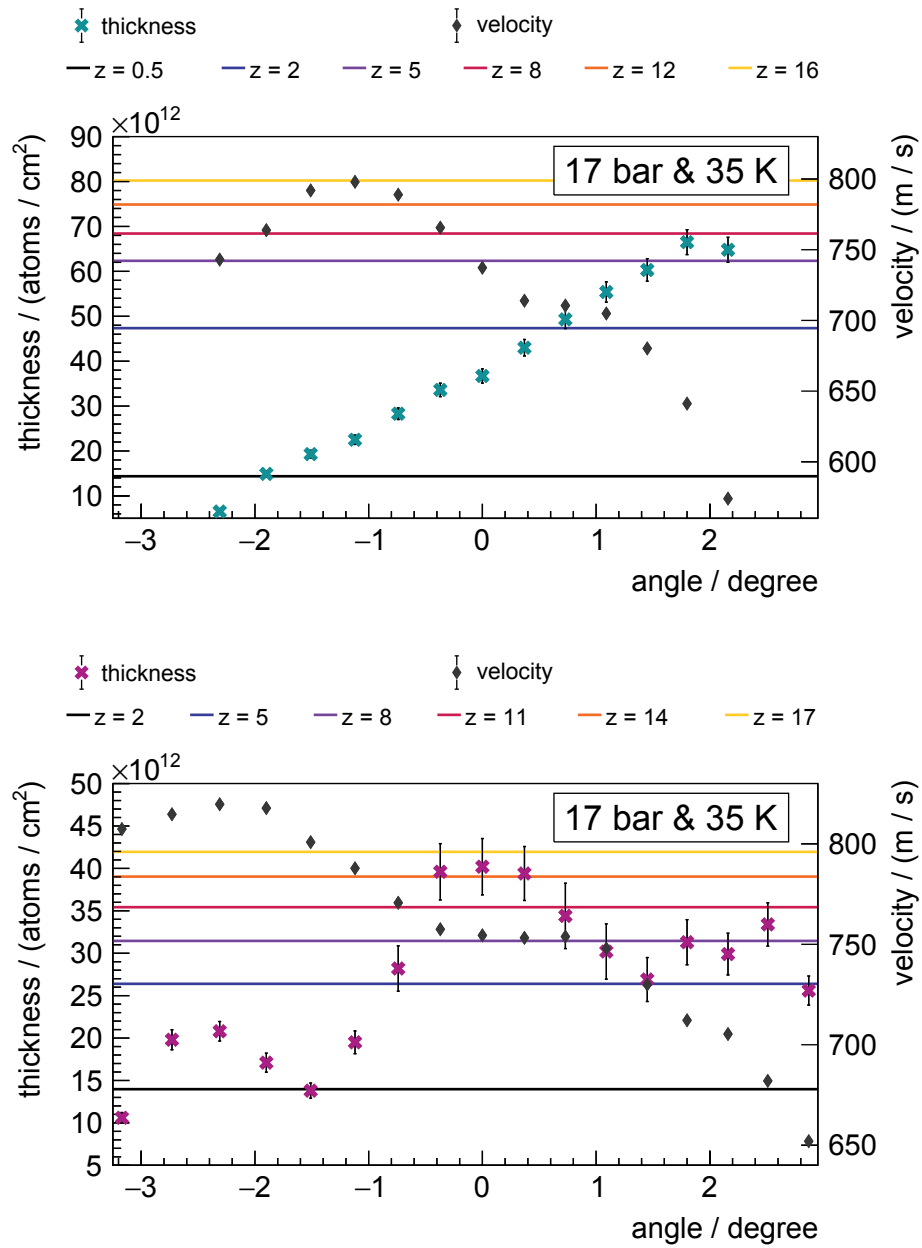 thickness velocity
z = 0.5 z = 2 z = 5 z = 8 z = 12 z = 16
×10¹²
17 bar & 35 K
90
80
70
60
50
40
30
20
10
thickness / (atoms / cm²)
800
750
700
650
600
velocity / (m / s)
−3 −2 −1 0 1 2
angle / degree
thickness velocity
z = 2 z = 5 z = 8 z = 11 z = 14 z = 17
×10¹²
17 bar & 35 K
50
45
40
35
30
25
20
15
10
5
thickness / (atoms / cm²)
800
750
700
650
velocity / (m / s)
−3 −2 −1 0 1 2
angle / degree